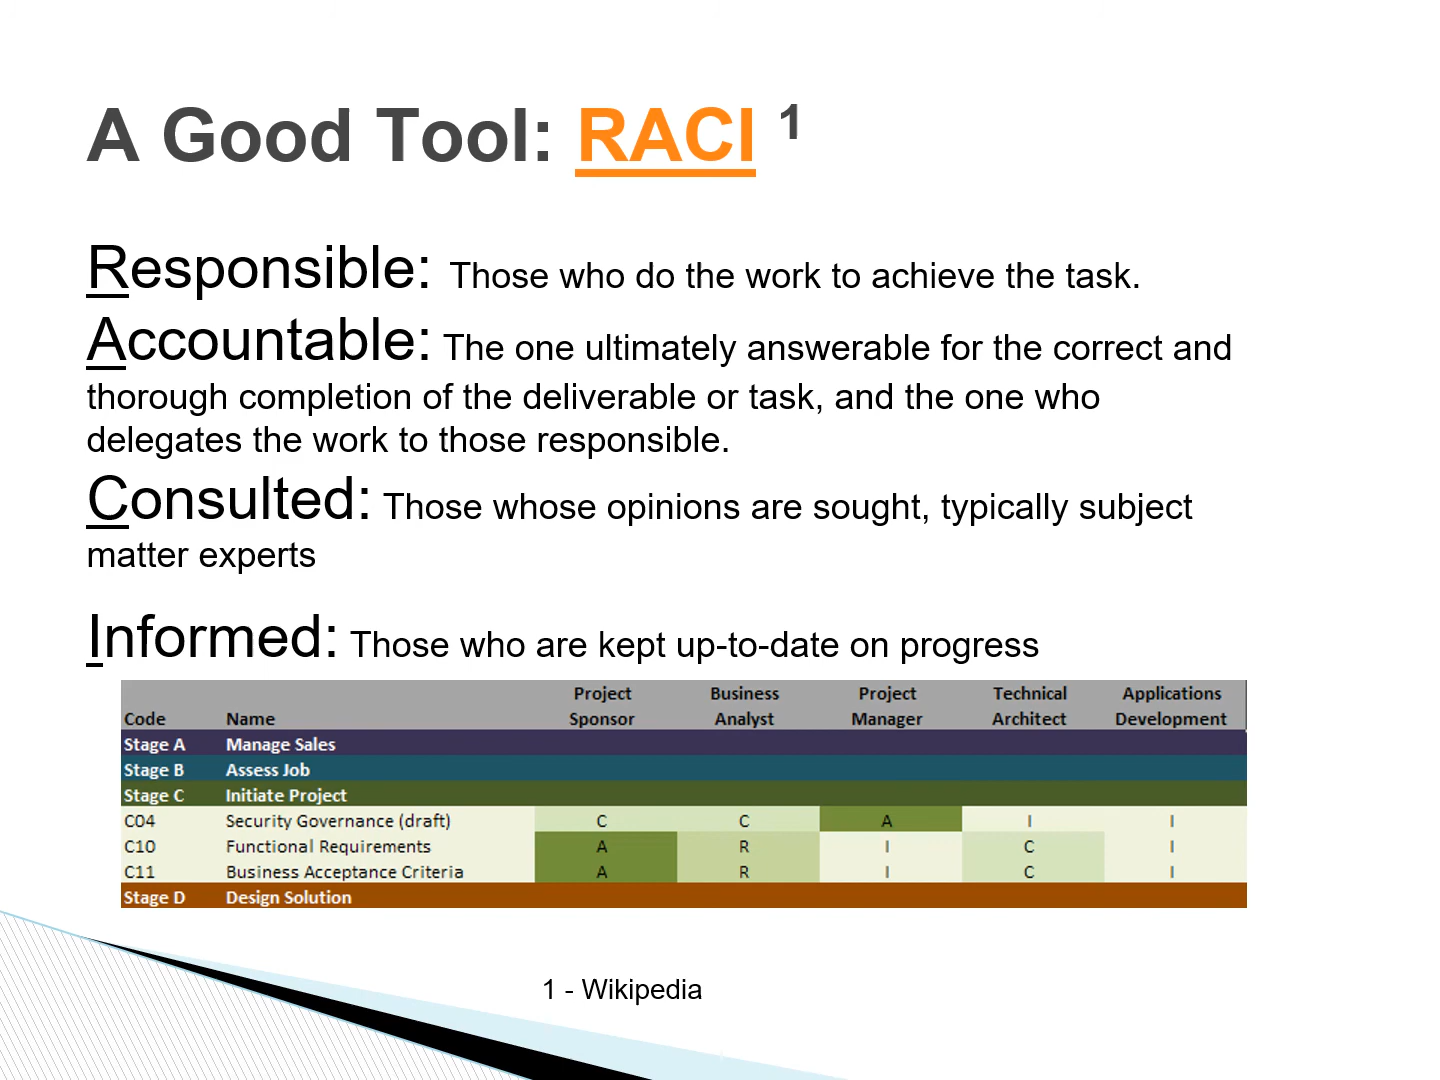 A Good Tool: RACI 1
Responsible: Those who do the work to achieve the task.
Accountable: The one ultimately answerable for the correct and
thorough completion of the deliverable or task, and the one who
delegates the work to those responsible.
Consulted: Those whose opinions are sought, typically subject
matter experts
Informed: Those who are kept up-to-date on progress
Project Business Project Technical Applications
Code Name Sponsor Analyst Manager Architect Development
Stage A Manage Sales
Stage B Assess Job
Stage C Initiate Project
C04 Security Governance (draft) C C A I I
C10 Functional Requirements A R I C I
C11 Business Acceptance Criteria A R I C I
Stage D Design Solution
1 - Wikipedia